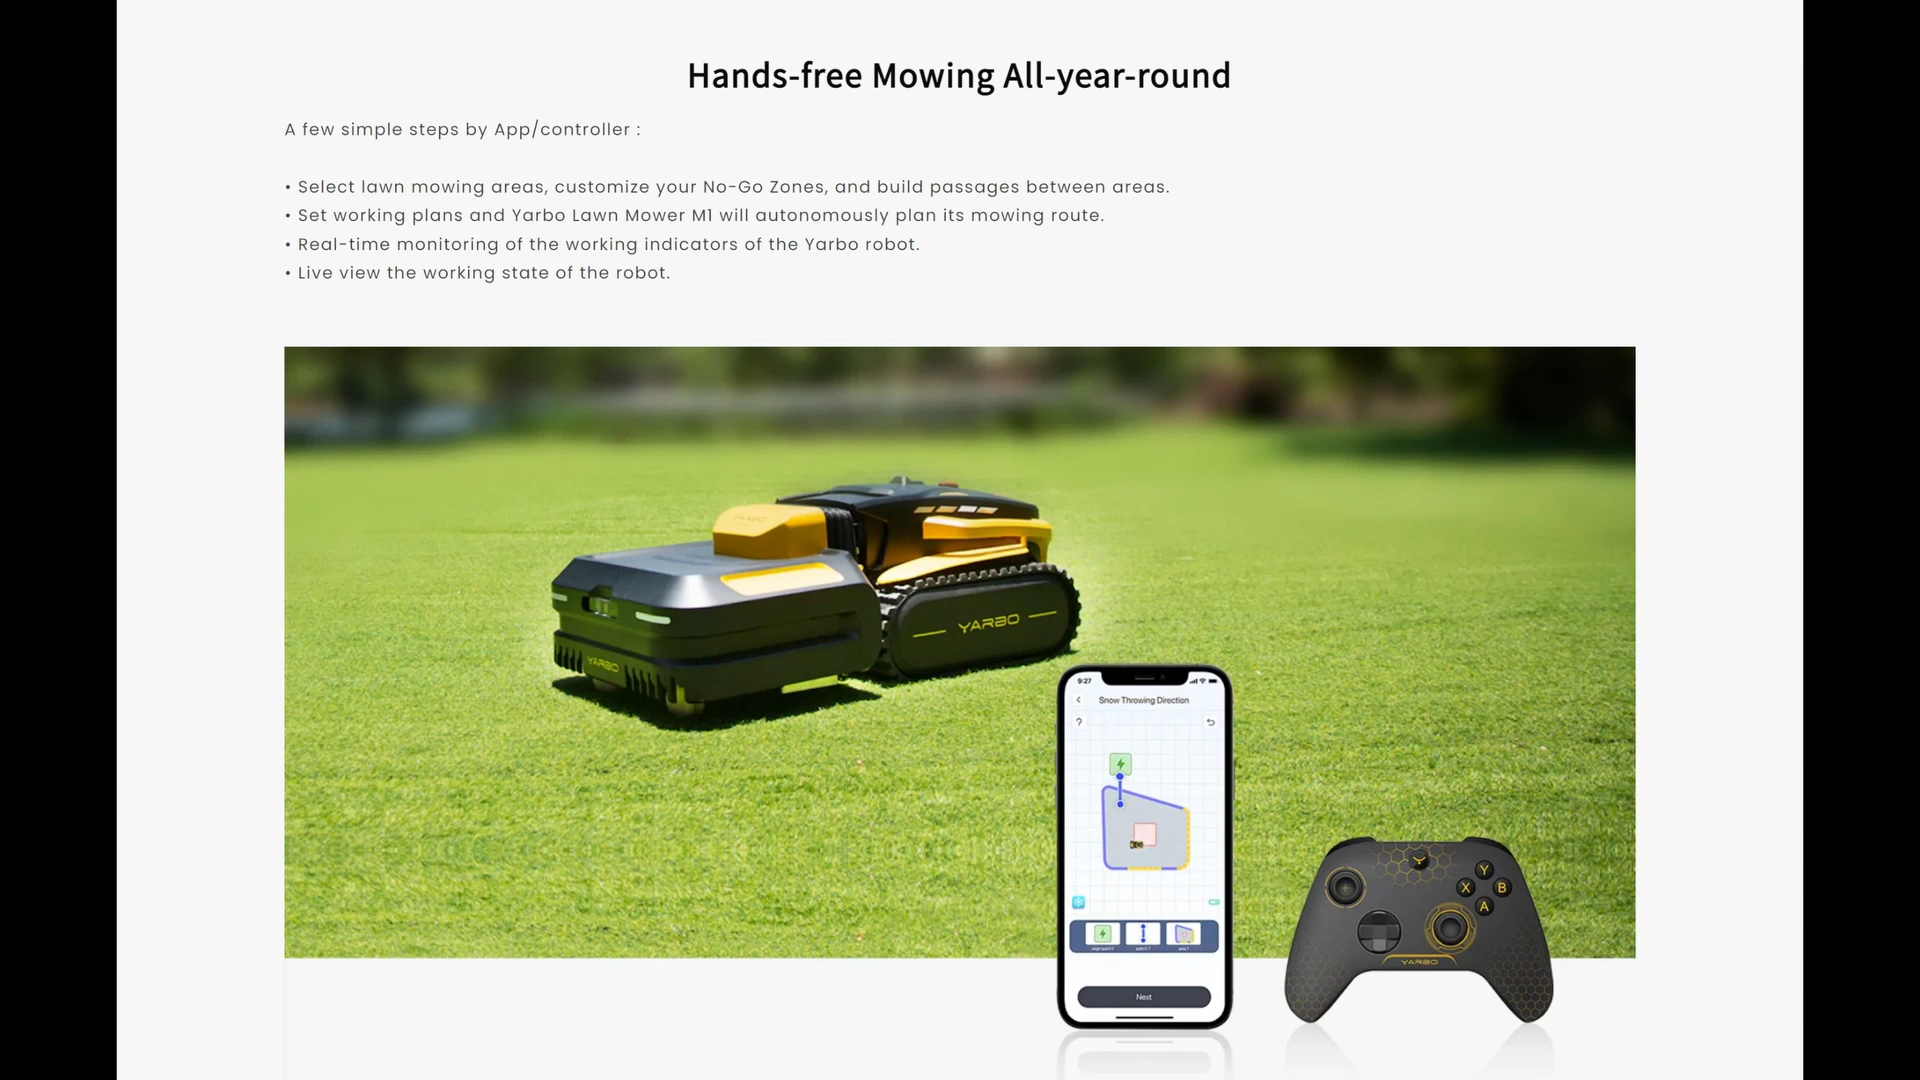 Hands-free Mowing All-year-round
A few simple steps by App/controller :
• Select lawn mowing areas, customize your No-Go Zones, and build passages between areas.
• Set working plans and Yarbo Lawn Mower M1 will autonomously plan its mowing route.
• Real-time monitoring of the working indicators of the Yarbo robot.
• Live view the working state of the robot.
YARBO
YARBO
9:27
Snow Throwing Direction
?
Y
X B
A
YARBO
Next